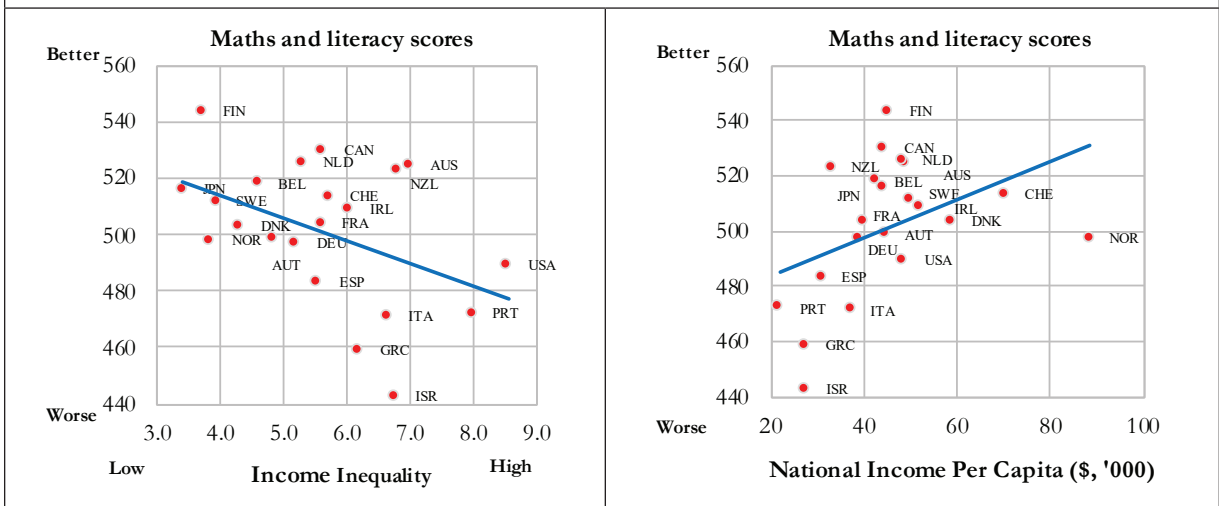 Maths and literacy scores
Better
560
540
520
500
480
460
440
Worse
FIN
CAN
NLD
AUS
NZL
BEL
JPN
SWE
CHE
IRL
FRA
DNK
NOR
DEU
AUT
USA
ESP
PRT
ITA
GRC
ISR
3.0 4.0 5.0 6.0 7.0 8.0 9.0
Low Income Inequality High
Maths and literacy scores
Better
560
540
520
500
480
460
440
Worse
FIN
CAN
NLD
NZL
AUS
BEL
JPN
SWE
CHE
IRL
FRA
DNK
AUT
NOR
DEU
USA
ESP
PRT
ITA
GRC
ISR
20 40 60 80 100
National Income Per Capita ($, '000)